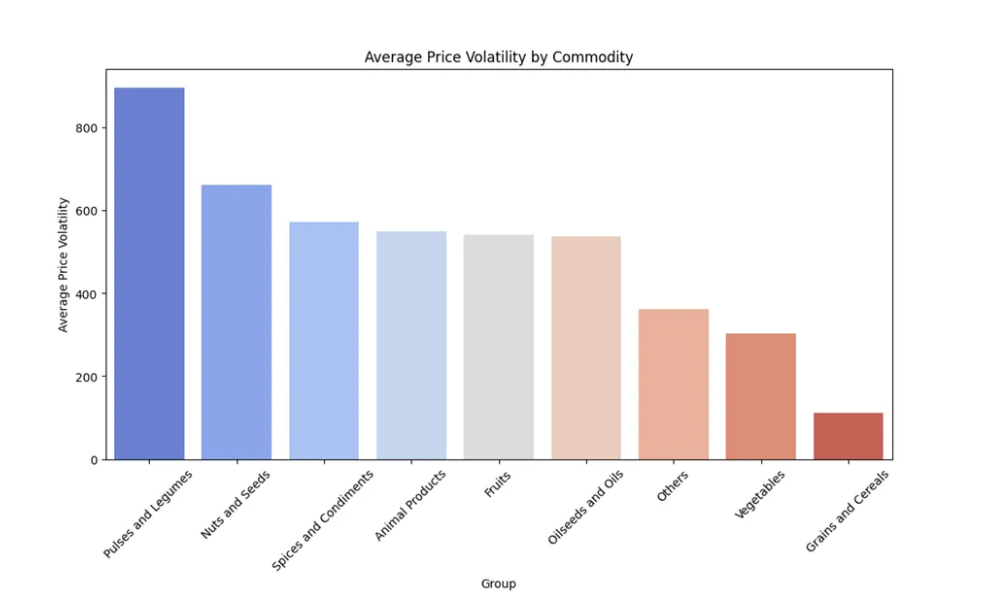 Average Price Volatility by Commodity
Average Price Volatility
800
600
400
200
0
Pulses and Legumes
Nuts and Seeds
Spices and Condiments
Animal Products
Fruits
Oilseeds and Oils
Others
Vegetables
Grains and Cereals
Group